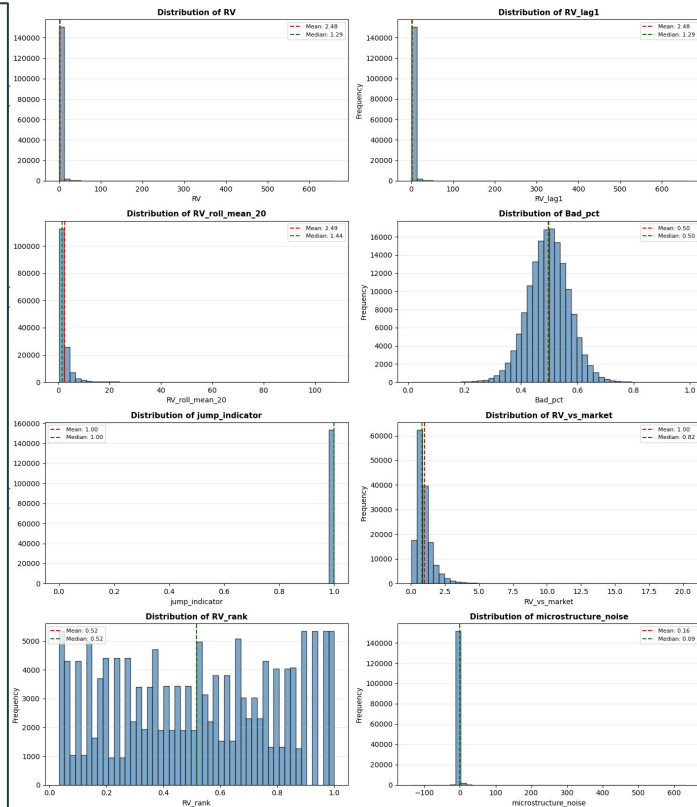 Distribution of RV
Mean: 2.48
Median: 1.29
140000
120000
100000
80000
60000
40000
20000
0
0 100 200 300 400 500 600
RV
Distribution of RV_lag1
Mean: 2.48
Median: 1.29
Frequency
140000
120000
100000
80000
60000
40000
20000
0
0 100 200 300 400 500 600
RV_lag1
Distribution of RV_roll_mean_20
Mean: 2.49
Median: 1.44
100000
80000
60000
40000
20000
0
0 20 40 60 80 100
RV_roll_mean_20
Distribution of Bad_pct
Mean: 0.50
Median: 0.50
Frequency
16000
14000
12000
10000
8000
6000
4000
2000
0
0.0 0.2 0.4 0.6 0.8 1.0
Bad_pct
Distribution of jump_indicator
Mean: 1.00
Median: 1.00
160000
140000
120000
100000
80000
60000
40000
20000
0
0.0 0.2 0.4 0.6 0.8 1.0
jump_indicator
Distribution of RV_vs_market
Mean: 1.00
Median: 0.82
Frequency
60000
50000
40000
30000
20000
10000
0
0.0 2.5 5.0 7.5 10.0 12.5 15.0 17.5 20.0
RV_vs_market
Distribution of RV_rank
Mean: 0.52
Median: 0.52
Frequency
5000
4000
3000
2000
1000
0
0.0 0.2 0.4 0.6 0.8 1.0
RV_rank
Distribution of microstructure_noise
Mean: 0.16
Median: 0.09
Frequency
140000
120000
100000
80000
60000
40000
20000
0
−100 0 100 200 300 400 500 600
microstructure_noise